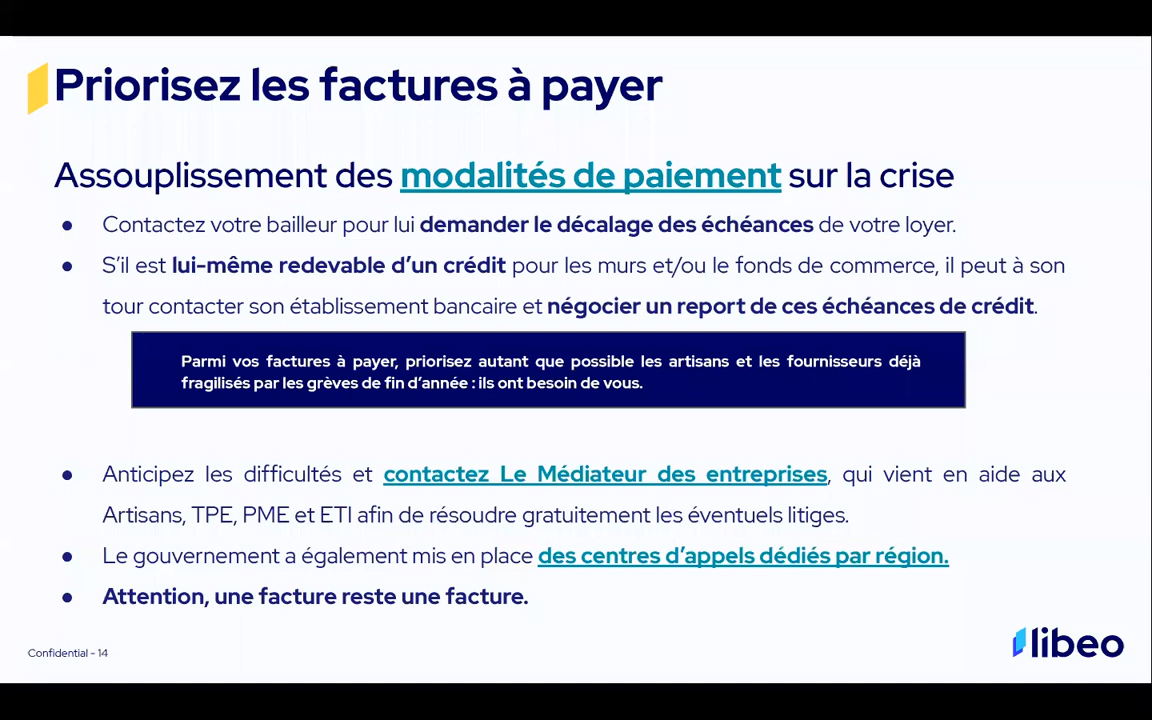 Priorisez les factures à payer
Assouplissement des modalités de paiement sur la crise
● Contactez votre bailleur pour lui demander le décalage des échéances de votre loyer.
● S’il est lui-même redevable d’un crédit pour les murs et/ou le fonds de commerce, il peut à son
tour contacter son établissement bancaire et négocier un report de ces échéances de crédit.
Parmi vos factures à payer, priorisez autant que possible les artisans et les fournisseurs déjà
fragilisés par les grèves de fin d’année : ils ont besoin de vous.
● Anticipez les difficultés et contactez Le Médiateur des entreprises, qui vient en aide aux
Artisans, TPE, PME et ETI afin de résoudre gratuitement les éventuels litiges.
● Le gouvernement a également mis en place des centres d’appels dédiés par région.
● Attention, une facture reste une facture.
Confidential - 14
libeo